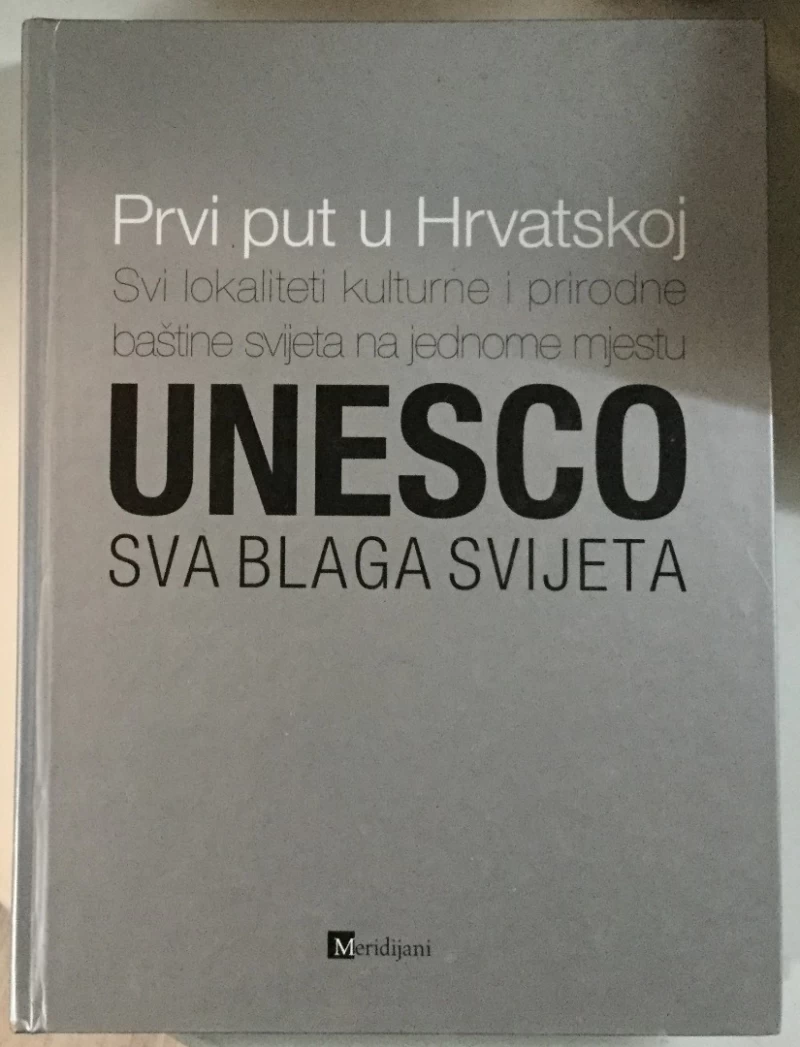 Prvi put u Hrvatskoj
Svi lokaliteti kulturne i prirodne
baštine svijeta na jednome mjestu
UNESCO
SVA BLAGA SVIJETA
Meridijani